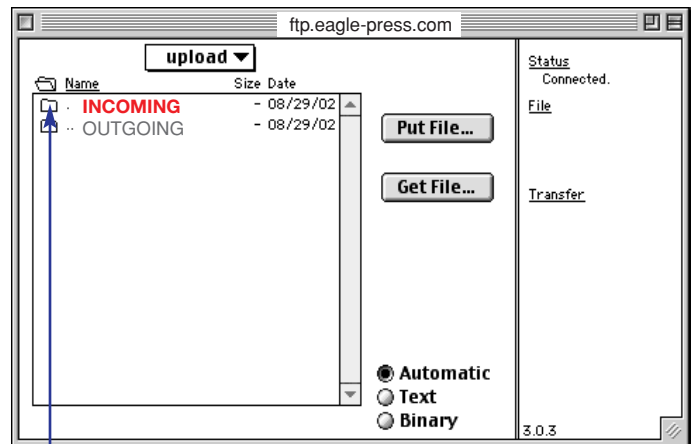 ftp.eagle-press.com
upload
Name Size Date
. INCOMING - 08/29/02
.. OUTGOING - 08/29/02
Put File...
Get File...
Automatic
Text
Binary
Status
Connected.
File
Transfer
3.0.3